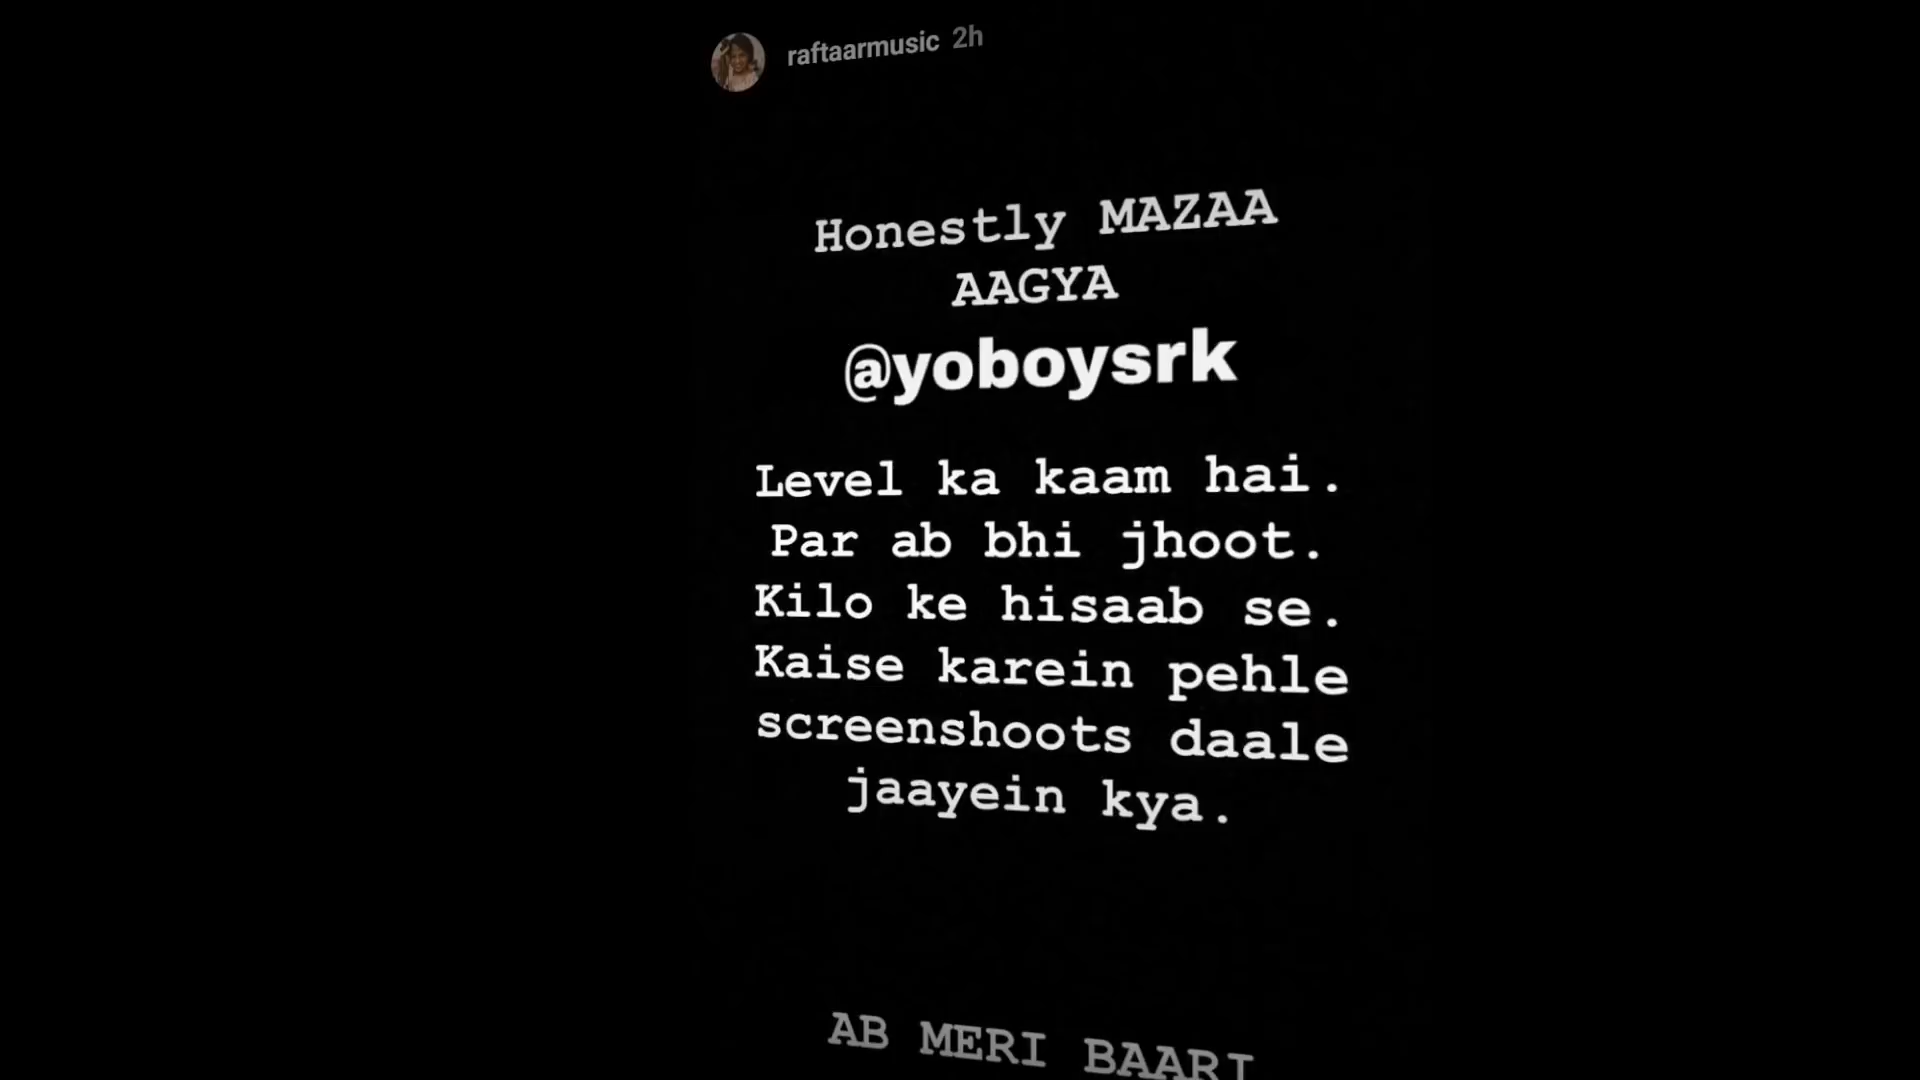 raftaarmusic 2h
Honestly MAZAA
AAGYA
@yoboysrk
Level ka kaam hai.
Par ab bhi jhoot.
Kilo ke hisaab se.
Kaise karein pehle
screenshoots daale
jaayein kya.
AB MERI BAARI